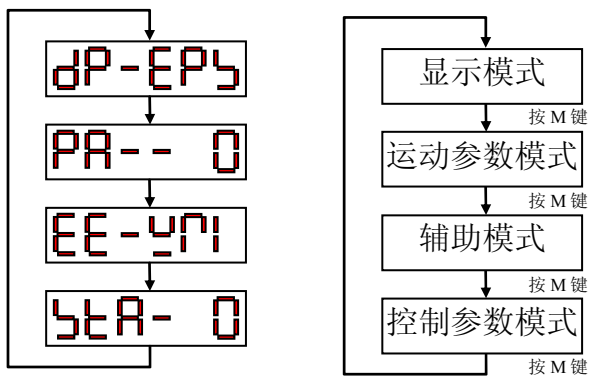 dP-EPS
PA-- 0
StA- 0
显示模式
按 M 键
运动参数模式
按 M 键
辅助模式
按 M 键
控制参数模式
按 M 键